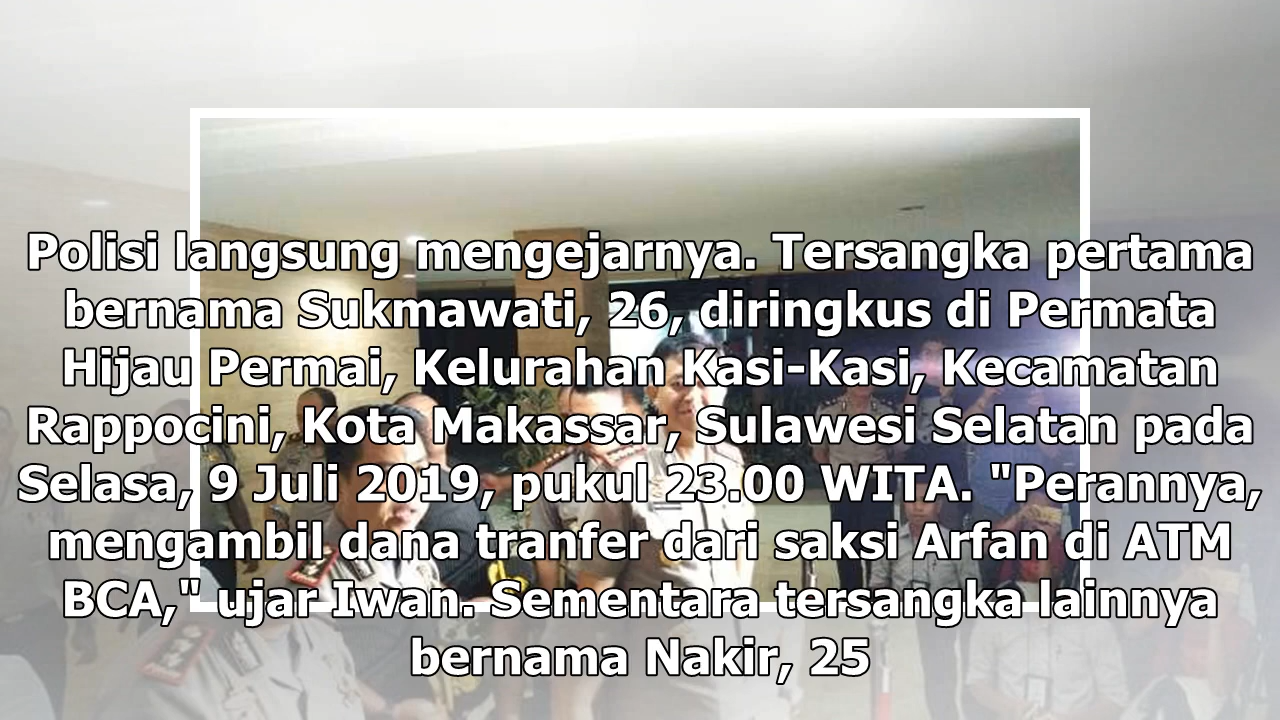 Polisi langsung mengejarnya. Tersangka pertama
bernama Sukmawati, 26, diringkus di Permata
Hijau Permai, Kelurahan Kasi-Kasi, Kecamatan
Rappocini, Kota Makassar, Sulawesi Selatan pada
Selasa, 9 Juli 2019, pukul 23.00 WITA. "Perannya,
mengambil dana tranfer dari saksi Arfan di ATM
BCA," ujar Iwan. Sementara tersangka lainnya
bernama Nakir, 25